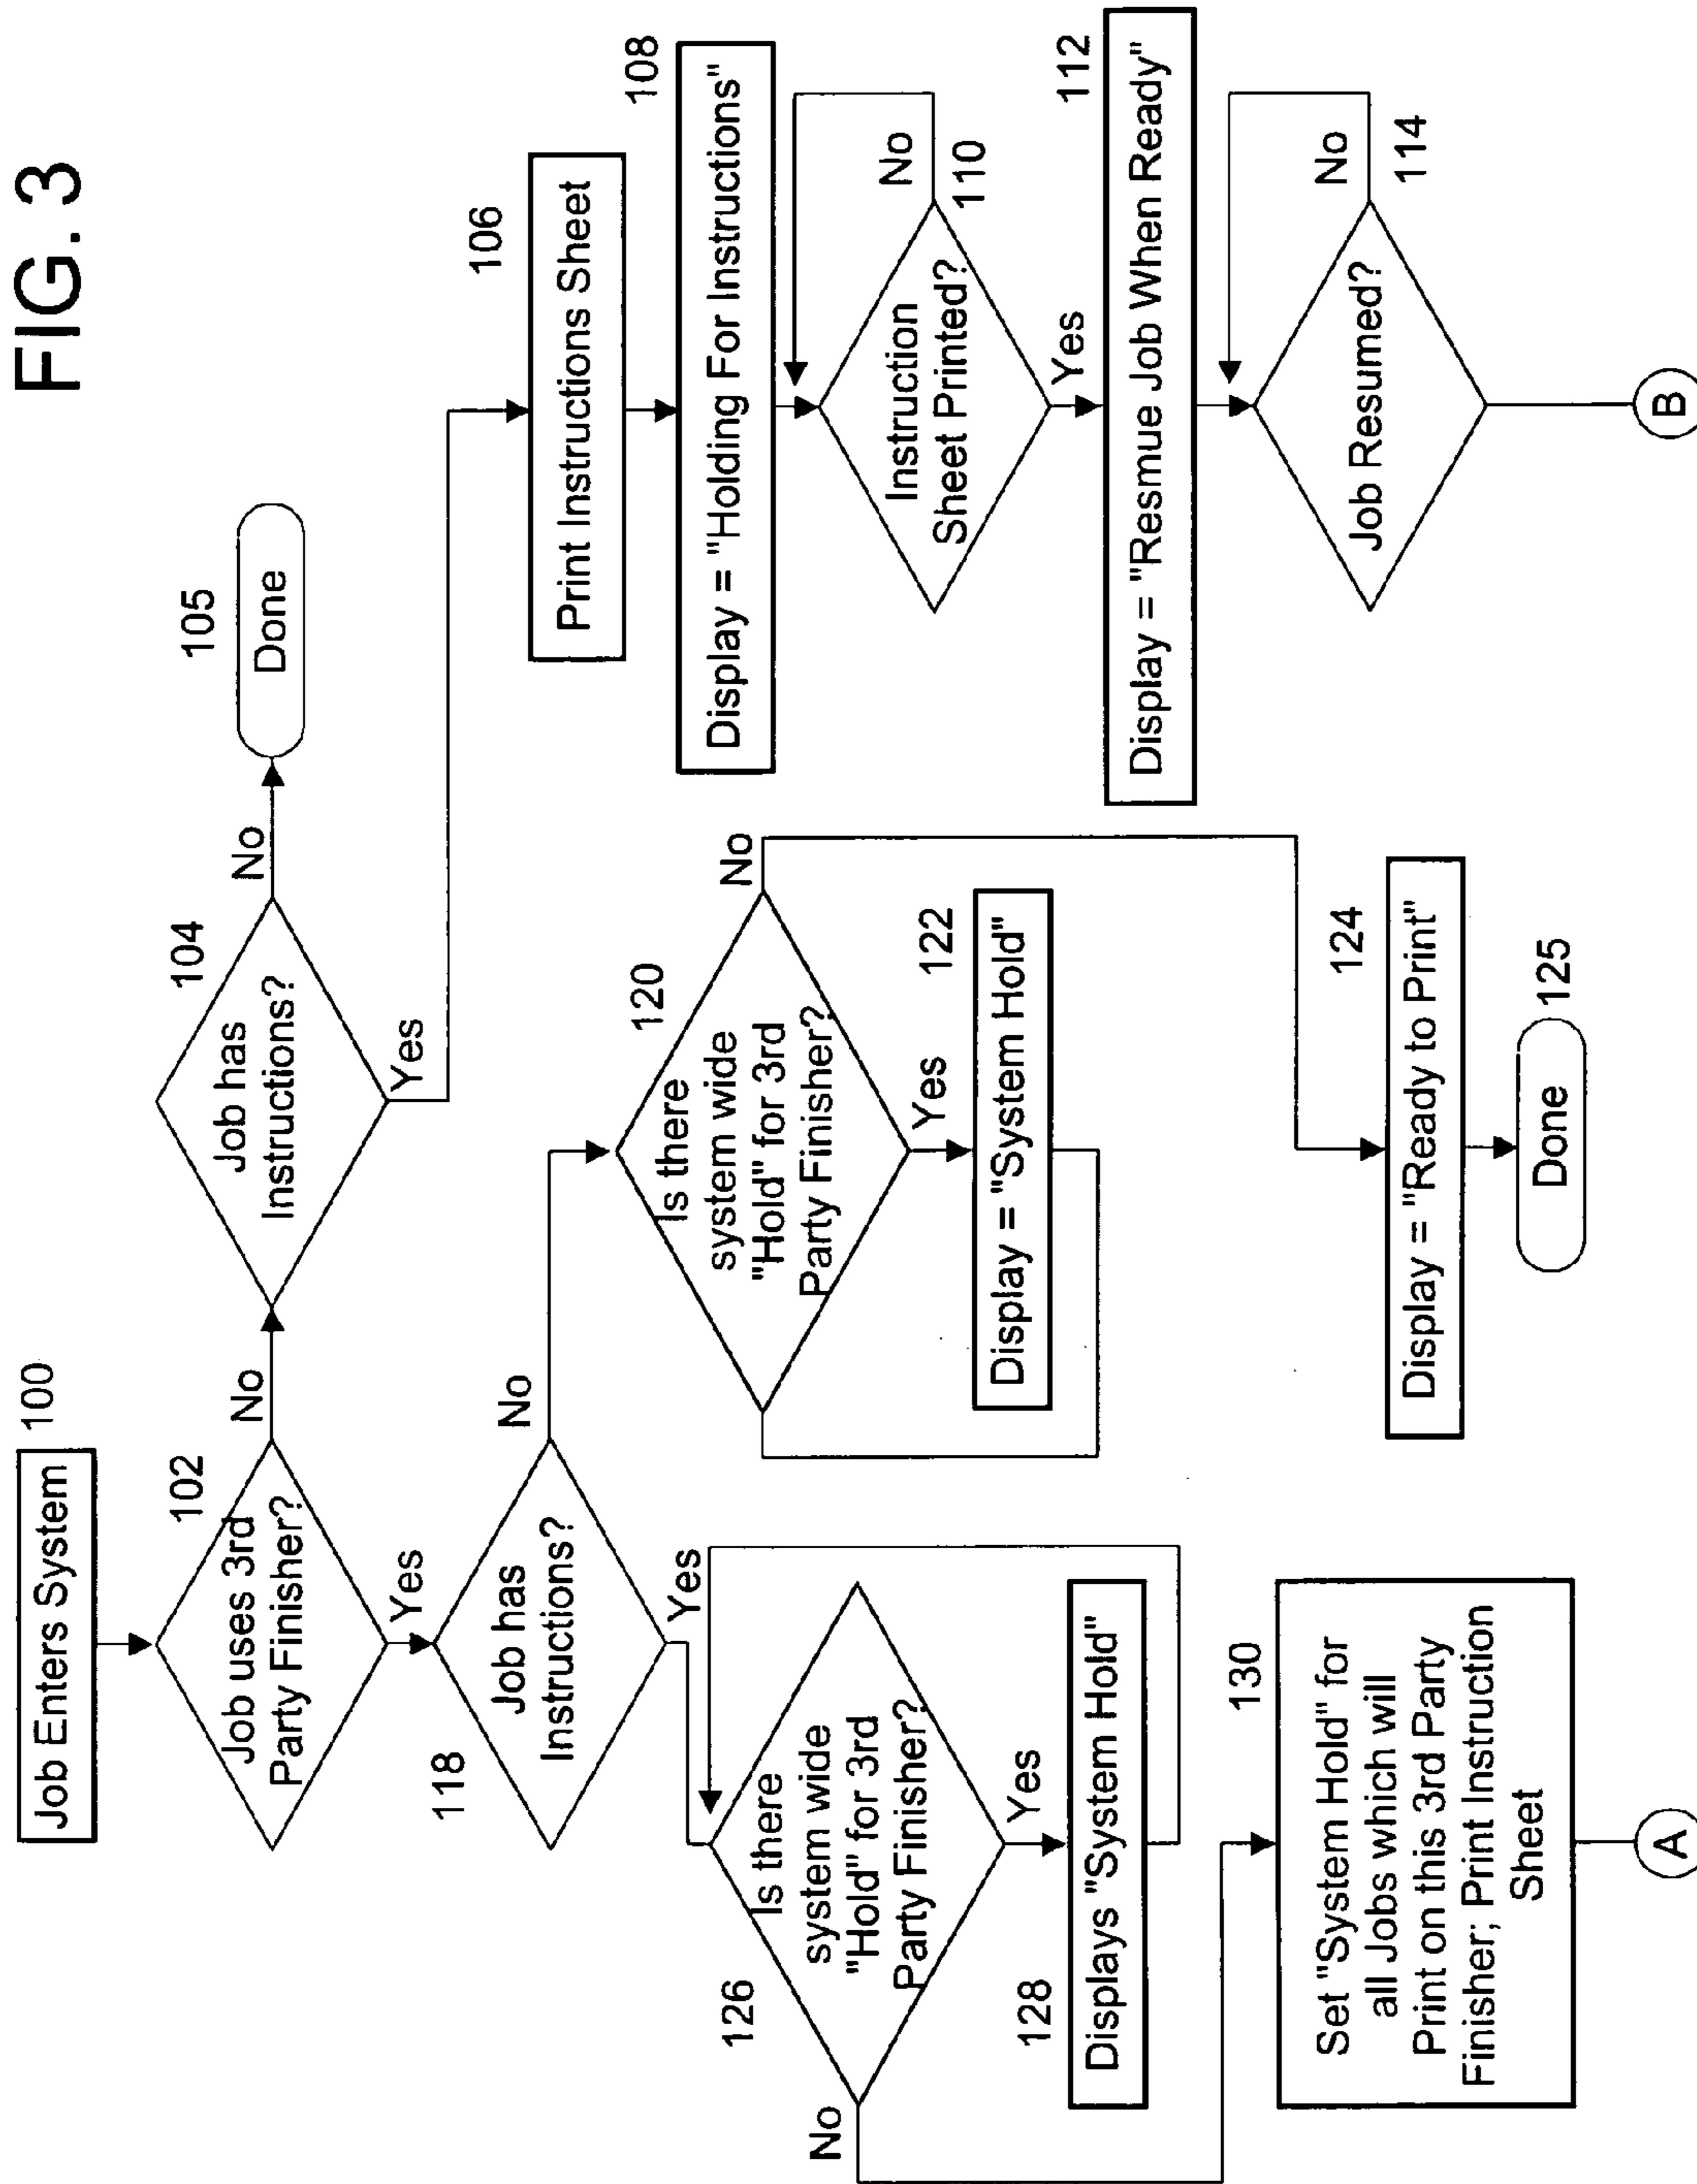 FIG. 3
Job Enters System
100
Job uses 3rd
Party Finisher?
102
No
Yes
Job has
Instructions?
104
No
Yes
Done
105
Print Instructions Sheet
106
Display = "Holding For Instructions"
108
Instruction
Sheet Printed?
110
No
Yes
Display = "Resmue Job When Ready"
112
Job Resumed?
114
No
B
Job has
Instructions?
118
No
Yes
Is there
system wide
"Hold" for 3rd
Party Finisher?
120
No
Yes
Display = "System Hold"
122
Display = "Ready to Print"
124
Done
125
Is there
system wide
"Hold" for 3rd
Party Finisher?
126
No
Yes
Displays "System Hold"
128
Set "System Hold" for
all Jobs which will
Print on this 3rd Party
Finisher; Print Instruction
Sheet
130
A